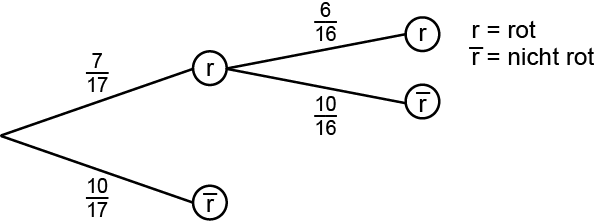 6/16
r
r = rot
r̅ = nicht rot
7/17
r
10/16
r̅
10/17
r̅